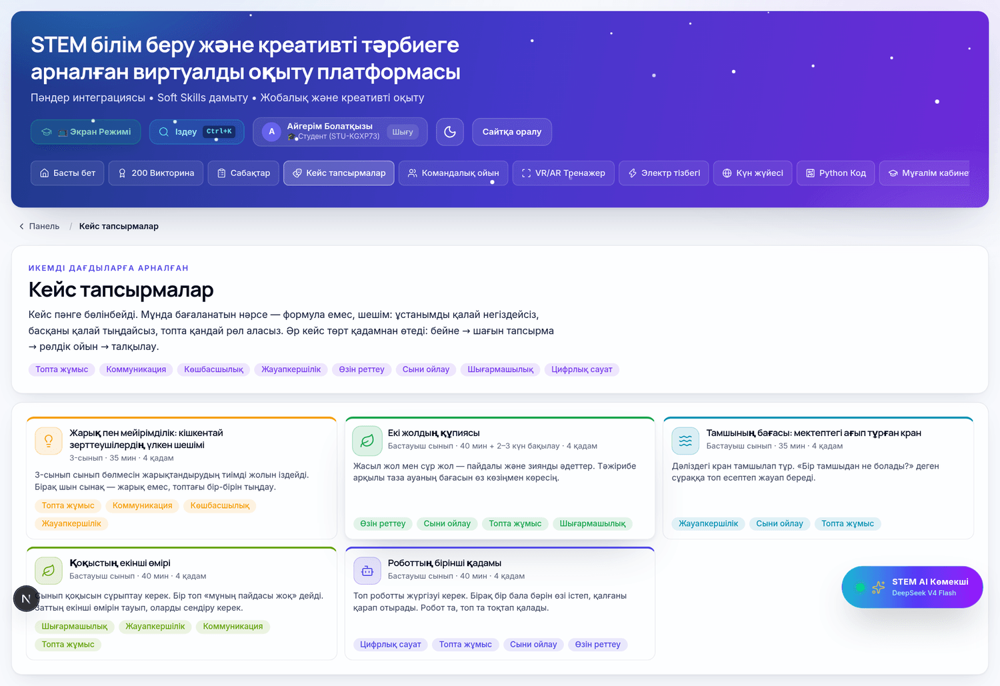 STEM білім беру және креативті тәрбиеге
арналған виртуалды оқыту платформасы
Пәндер интеграциясы • Soft Skills дамыту • Жобалық және креативті оқыту
Экран Режимі
Іздеу Ctrl+K
A Айгерім Болатқызы
Студент (STU-KGXP73)
Шығу
Сайтқа оралу
Басты бет
200 Викторина
Сабақтар
Кейс тапсырмалар
Командалық ойын
VR/AR Тренажер
Электр тізбегі
Күн жүйесі
Python Код
Мұғалім кабине
Панель / Кейс тапсырмалар
ИКЕМДІ ДАҒДЫЛАРҒА АРНАЛҒАН
Кейс тапсырмалар
Кейс пәнге бөлінбейді. Мұнда бағаланатын нәрсе — формула емес, шешім: ұстанымды қалай негіздейсіз,
басқаны қалай тыңдайсыз, топта қандай рөл аласыз. Әр кейс төрт қадамнан өтеді: бейне → шағын тапсырма
→ рөлдік ойын → талқылау.
Топта жұмыс
Коммуникация
Көшбасшылық
Жауапкершілік
Өзін реттеу
Сыни ойлау
Шығармашылық
Цифрлық сауат
Жарық пен мейірімділік: кішкентай
зерттеушілердің үлкен шешімі
3-сынып · 35 мин · 4 қадам
3-сынып сынып бөлмесін жарықтандырудың тиімді жолын іздейді.
Бірақ шын сынақ — жарық емес, топтағы бір-бірін тыңдау.
Топта жұмыс
Коммуникация
Көшбасшылық
Жауапкершілік
Екі жолдың құпиясы
Бастауыш сынып · 40 мин + 2–3 күн бақылау · 4 қадам
Жасыл жол мен сұр жол — пайдалы және зиянды әдеттер. Тәжірибе
арқылы таза ауаның бағасын өз көзіңмен көресің.
Өзін реттеу
Сыни ойлау
Топта жұмыс
Шығармашылық
Тамшының бағасы: мектептегі ағып тұрған кран
Бастауыш сынып · 35 мин · 4 қадам
Дәліздегі кран тамшылап тұр. «Бір тамшыдан не болады?» деген
сұраққа топ есептеп жауап береді.
Жауапкершілік
Сыни ойлау
Топта жұмыс
Қоқыстың екінші өмірі
Бастауыш сынып · 40 мин · 4 қадам
Сынып қоқысын сұрыптау керек. Бір топ «мұның пайдасы жоқ» дейді.
Заттың екінші өмірін тауып, оларды сендіру керек.
Шығармашылық
Жауапкершілік
Коммуникация
Топта жұмыс
Роботтың бірінші қадамы
Бастауыш сынып · 40 мин · 4 қадам
Топ роботты жүргізуі керек. Бірақ бір бала бәрін өзі істеп, қалғаны
қарап отырады. Робот та, топ та тоқтап қалады.
Цифрлық сауат
Топта жұмыс
Сыни ойлау
Өзін реттеу
N
STEM AI Көмекші
DeepSeek V4 Flash